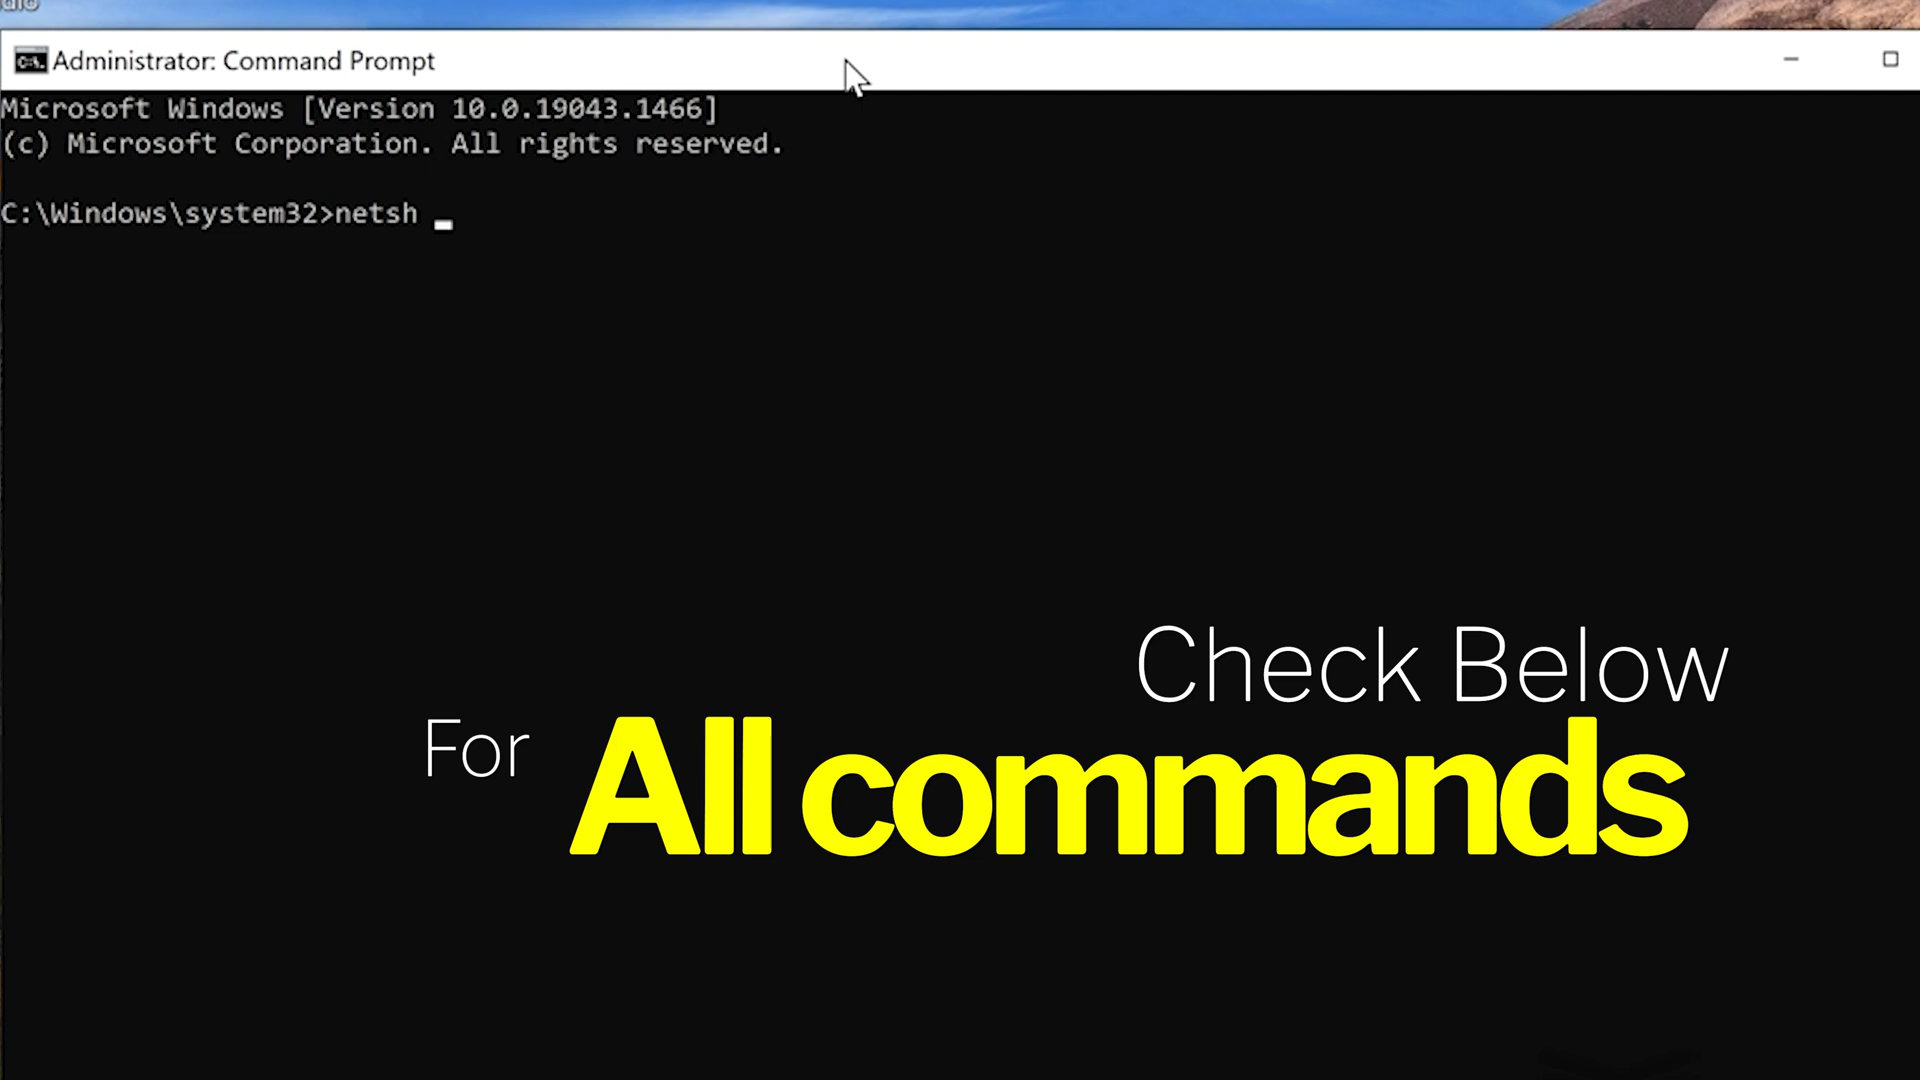 Administrator: Command Prompt
Microsoft Windows [Version 10.0.19043.1466]
(c) Microsoft Corporation. All rights reserved.
C:\Windows\system32>netsh
Check Below
For All commands